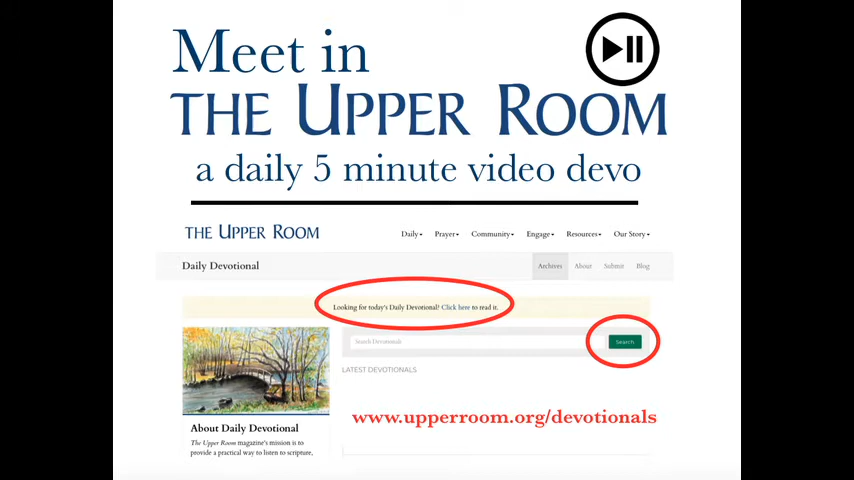 Meet in
THE UPPER ROOM
a daily 5 minute video devo
THE UPPER ROOM
Daily Prayer Community Engage Resources Our Story
Daily Devotional
Archives About Submit Blog
Looking for today's Daily Devotional? Click here to read it.
Search Devotionals
Search
LATEST DEVOTIONALS
www.upperroom.org/devotionals
About Daily Devotional
The Upper Room magazine's mission is to
provide a practical way to listen to scripture,